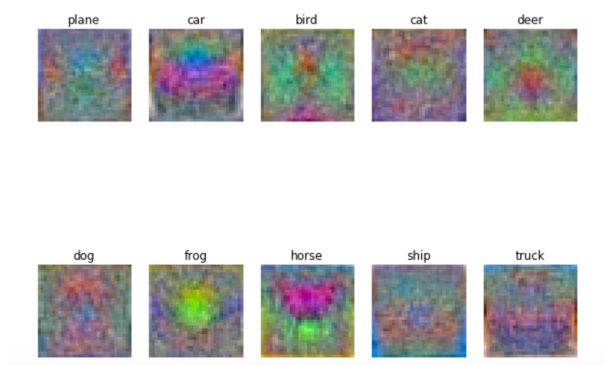 plane car bird cat deer
dog frog horse ship truck